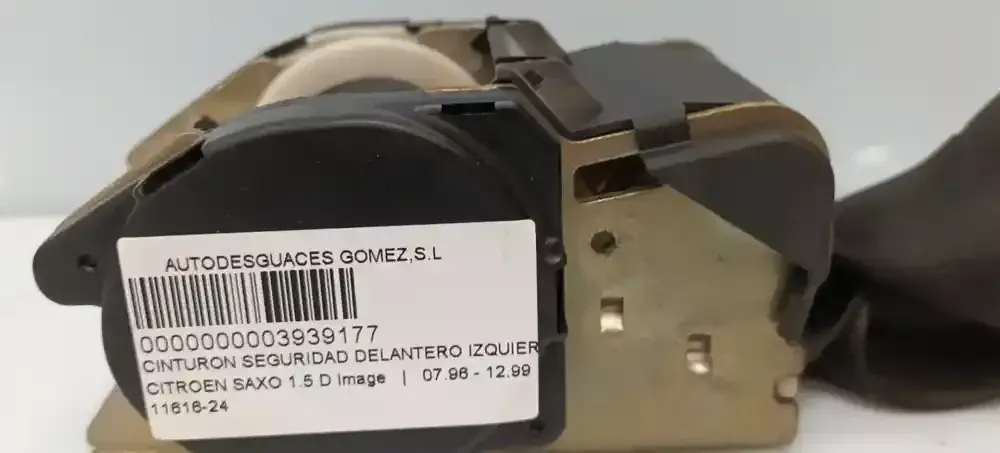 AUTODESGUACES GOMEZ,S.L
0000000003939177
CINTURON SEGURIDAD DELANTERO IZQUIER
CITROEN SAXO 1.5 D Image | 07.96 - 12.99
11616-24